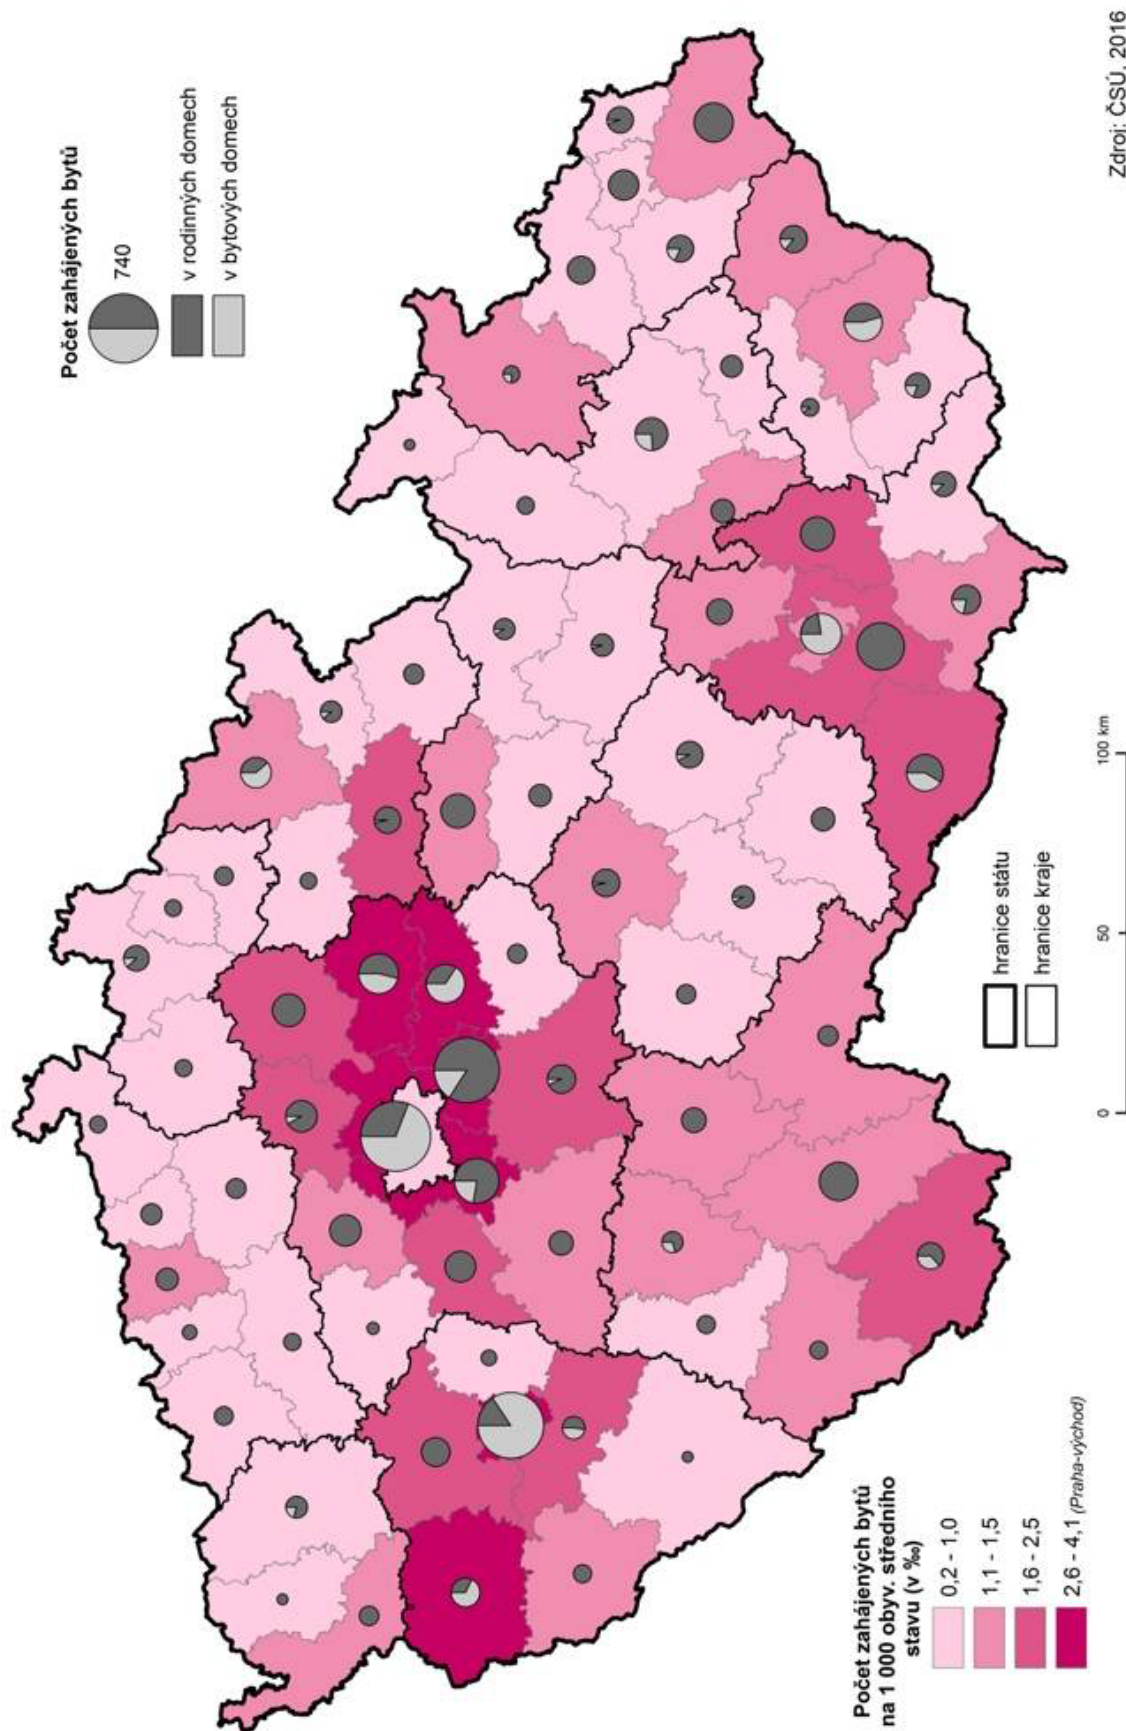 Počet zahájených bytů
740
v rodinných domech
v bytových domech
Počet zahájených bytů
na 1 000 obyv. středního
stavu (v ‰)
0,2 - 1,0
1,1 - 1,5
1,6 - 2,5
2,6 - 4,1 (Praha-východ)
hranice státu
hranice kraje
0 50 100 km
Zdroj: ČSÚ, 2016